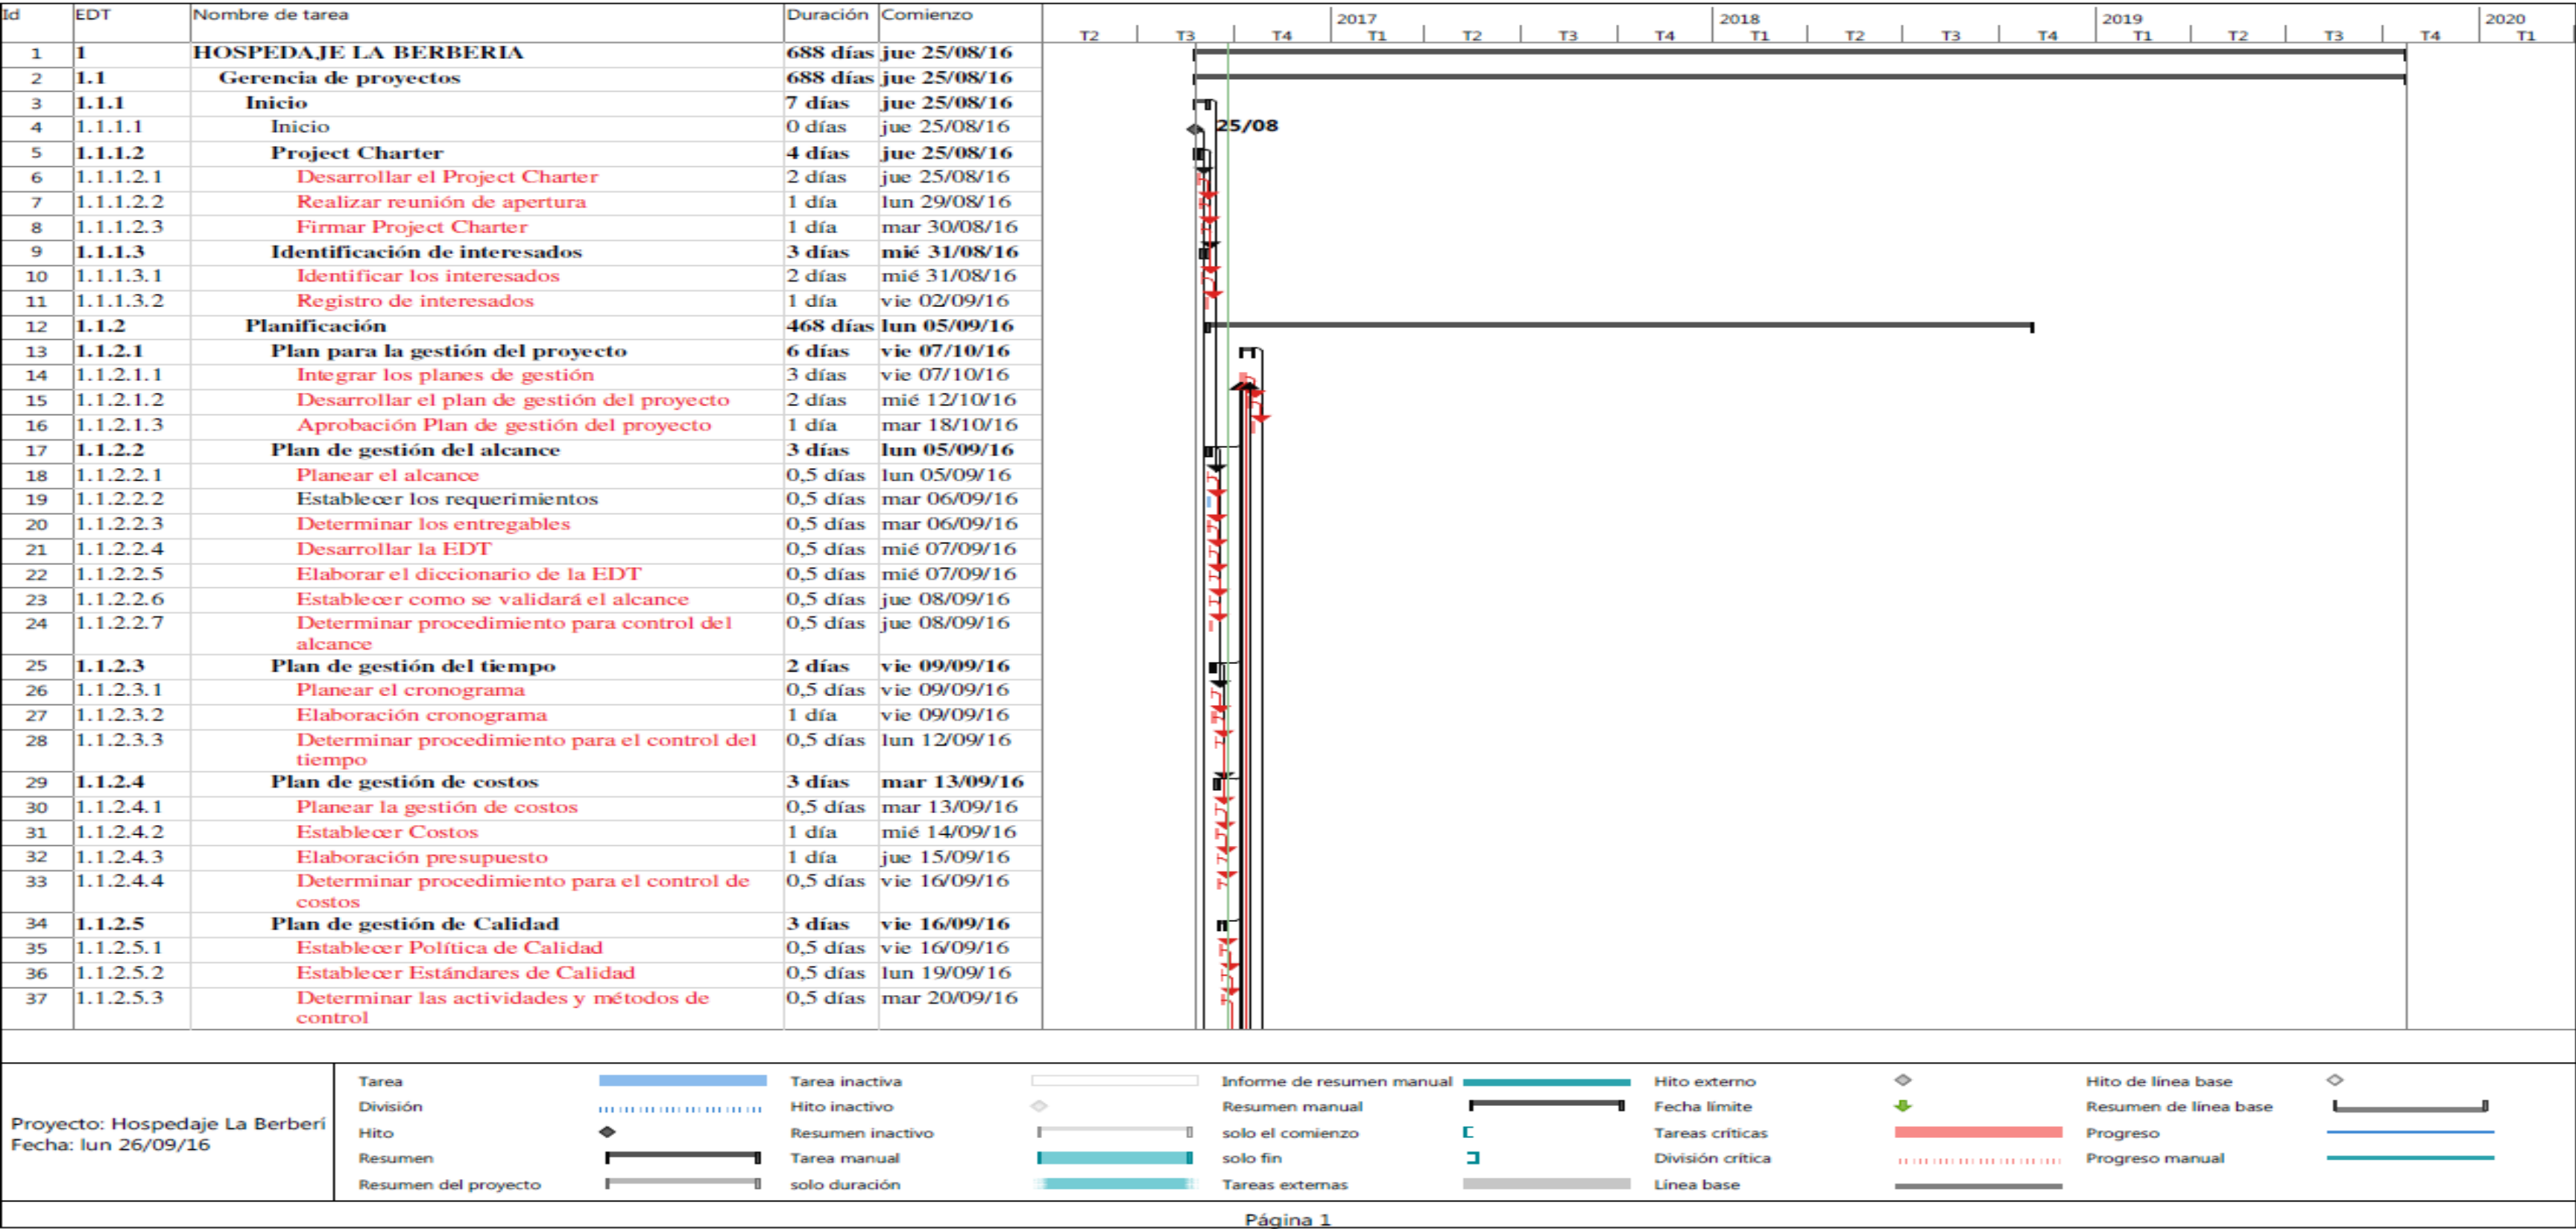 Id EDT Nombre de tarea Duración Comienzo
2017 2018 2019 2020
T2 T3 T4 T1 T2 T3 T4 T1 T2 T3 T4 T1 T2 T3 T4 T1
1 1 HOSPEDAJE LA BERBERIA 688 días jue 25/08/16
2 1.1 Gerencia de proyectos 688 días jue 25/08/16
3 1.1.1 Inicio 7 días jue 25/08/16
4 1.1.1.1 Inicio 0 días jue 25/08/16 25/08
5 1.1.1.2 Project Charter 4 días jue 25/08/16
6 1.1.1.2.1 Desarrollar el Project Charter 2 días jue 25/08/16
7 1.1.1.2.2 Realizar reunión de apertura 1 día lun 29/08/16
8 1.1.1.2.3 Firmar Project Charter 1 día mar 30/08/16
9 1.1.1.3 Identificación de interesados 3 días mié 31/08/16
10 1.1.1.3.1 Identificar los interesados 2 días mié 31/08/16
11 1.1.1.3.2 Registro de interesados 1 día vie 02/09/16
12 1.1.2 Planificación 468 días lun 05/09/16
13 1.1.2.1 Plan para la gestión del proyecto 6 días vie 07/10/16
14 1.1.2.1.1 Integrar los planes de gestión 3 días vie 07/10/16
15 1.1.2.1.2 Desarrollar el plan de gestión del proyecto 2 días mié 12/10/16
16 1.1.2.1.3 Aprobación Plan de gestión del proyecto 1 día mar 18/10/16
17 1.1.2.2 Plan de gestión del alcance 3 días lun 05/09/16
18 1.1.2.2.1 Planear el alcance 0,5 días lun 05/09/16
19 1.1.2.2.2 Establecer los requerimientos 0,5 días mar 06/09/16
20 1.1.2.2.3 Determinar los entregables 0,5 días mar 06/09/16
21 1.1.2.2.4 Desarrollar la EDT 0,5 días mié 07/09/16
22 1.1.2.2.5 Elaborar el diccionario de la EDT 0,5 días mié 07/09/16
23 1.1.2.2.6 Establecer como se validará el alcance 0,5 días jue 08/09/16
24 1.1.2.2.7 Determinar procedimiento para control del 0,5 días jue 08/09/16
alcance
25 1.1.2.3 Plan de gestión del tiempo 2 días vie 09/09/16
26 1.1.2.3.1 Planear el cronograma 0,5 días vie 09/09/16
27 1.1.2.3.2 Elaboración cronograma 1 día vie 09/09/16
28 1.1.2.3.3 Determinar procedimiento para el control del 0,5 días lun 12/09/16
tiempo
29 1.1.2.4 Plan de gestión de costos 3 días mar 13/09/16
30 1.1.2.4.1 Planear la gestión de costos 0,5 días mar 13/09/16
31 1.1.2.4.2 Establecer Costos 1 día mié 14/09/16
32 1.1.2.4.3 Elaboración presupuesto 1 día jue 15/09/16
33 1.1.2.4.4 Determinar procedimiento para el control de 0,5 días vie 16/09/16
costos
34 1.1.2.5 Plan de gestión de Calidad 3 días vie 16/09/16
35 1.1.2.5.1 Establecer Política de Calidad 0,5 días vie 16/09/16
36 1.1.2.5.2 Establecer Estándares de Calidad 0,5 días lun 19/09/16
37 1.1.2.5.3 Determinar las actividades y métodos de 0,5 días mar 20/09/16
control
Proyecto: Hospedaje La Berberí
Fecha: lun 26/09/16
Tarea
División
Hito
Resumen
Resumen del proyecto
Tarea inactiva
Hito inactivo
Resumen inactivo
Tarea manual
solo duración
Informe de resumen manual
Resumen manual
solo el comienzo
solo fin
Tareas externas
Hito externo
Fecha límite
Tareas críticas
División crítica
Línea base
Hito de línea base
Resumen de línea base
Progreso
Progreso manual
Página 1